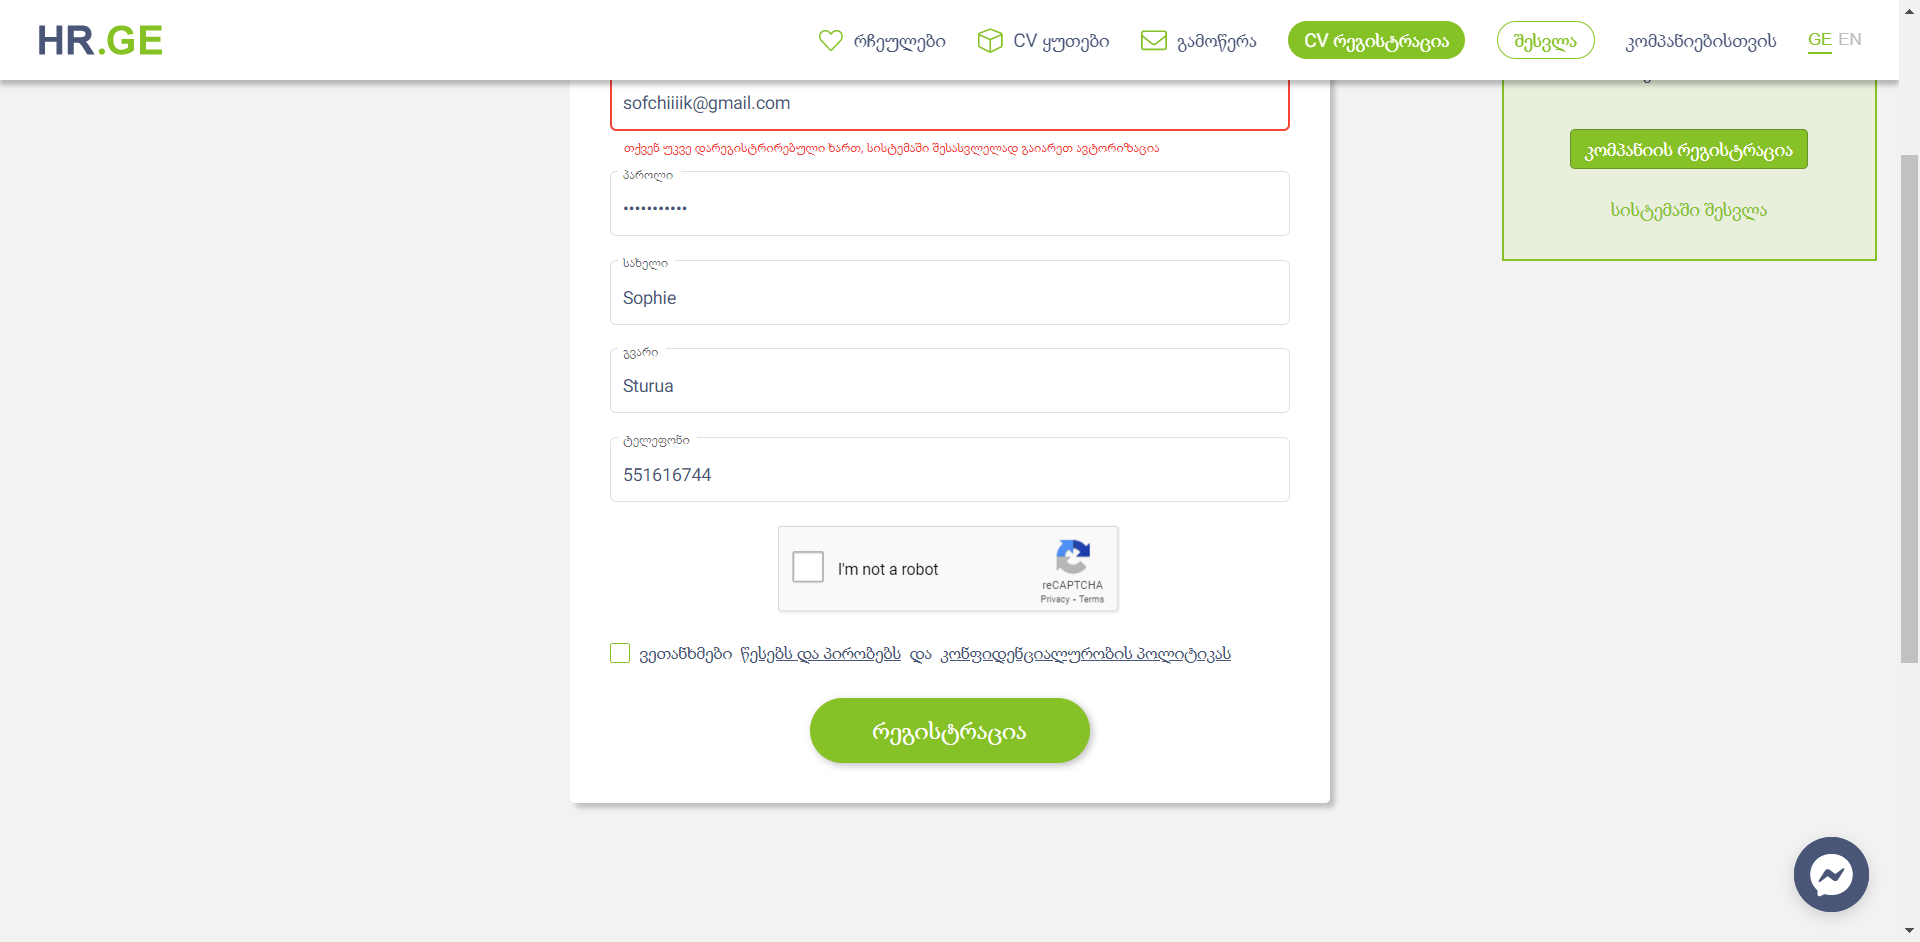 HR.GE
რჩეულები
CV ყუთები
გამოწერა
CV რეგისტრაცია
შესვლა
კომპანიებისთვის
GE EN
sofchiiiik@gmail.com
თქვენ უკვე დარეგისტრირებული ხართ, სისტემაში შესასვლელად გაიარეთ ავტორიზაცია
პაროლი
•••••••••••
სახელი
Sophie
გვარი
Sturua
ტელეფონი
551616744
I'm not a robot
reCAPTCHA
Privacy - Terms
ვეთანხმები წესებს და პირობებს და კონფიდენციალურობის პოლიტიკას
რეგისტრაცია
კომპანიის რეგისტრაცია
სისტემაში შესვლა